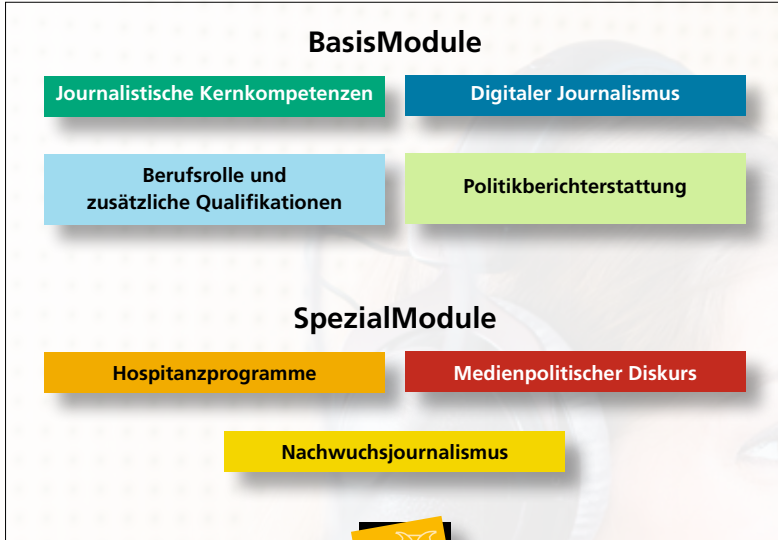 BasisModule
Journalistische Kernkompetenzen
Digitaler Journalismus
Berufsrolle und
zusätzliche Qualifikationen
Politikberichterstattung
SpezialModule
Hospitanzprogramme
Medienpolitischer Diskurs
Nachwuchsjournalismus